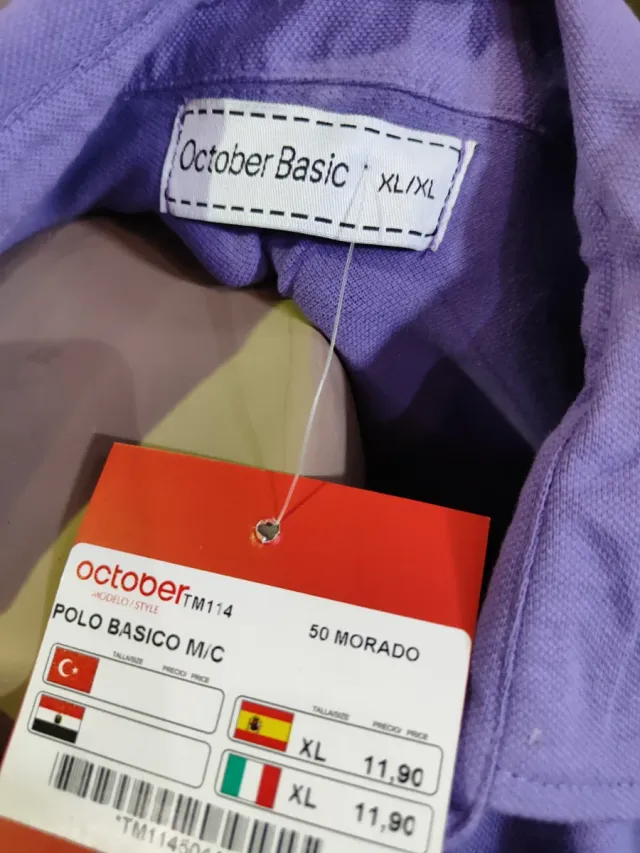 October Basic XL/XL
october
MODELO / STYLE TM114
POLO BASICO M/C
50 MORADO
TALLA/SIZE PRECIO/ PRICE
TALLA/SIZE PRECIO/ PRICE
XL 11,90
XL 11,90